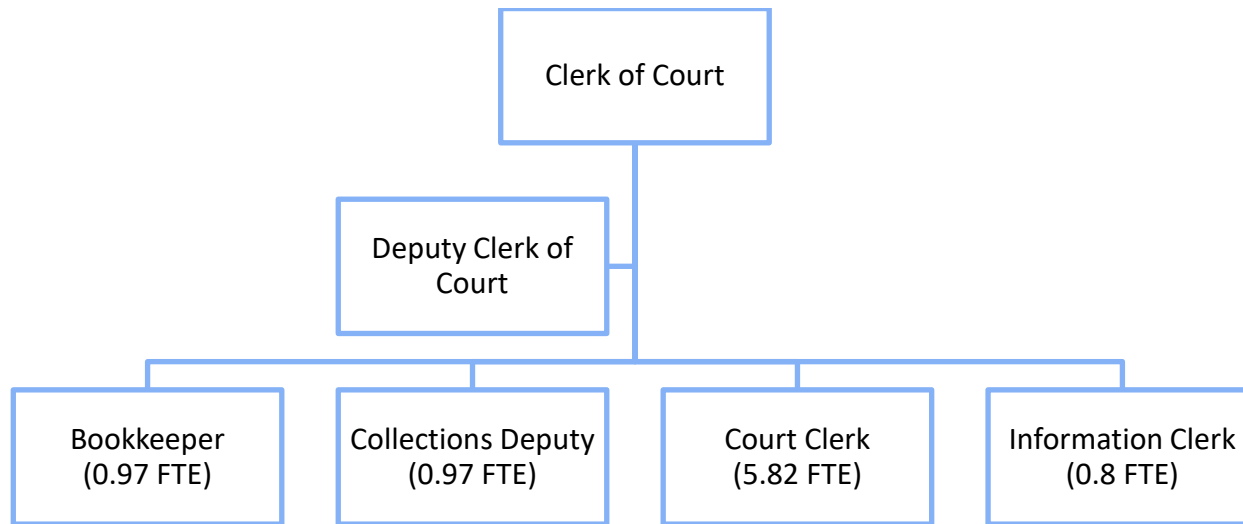 Clerk of Court
Deputy Clerk of
Court
Bookkeeper
(0.97 FTE)
Collections Deputy
(0.97 FTE)
Court Clerk
(5.82 FTE)
Information Clerk
(0.8 FTE)